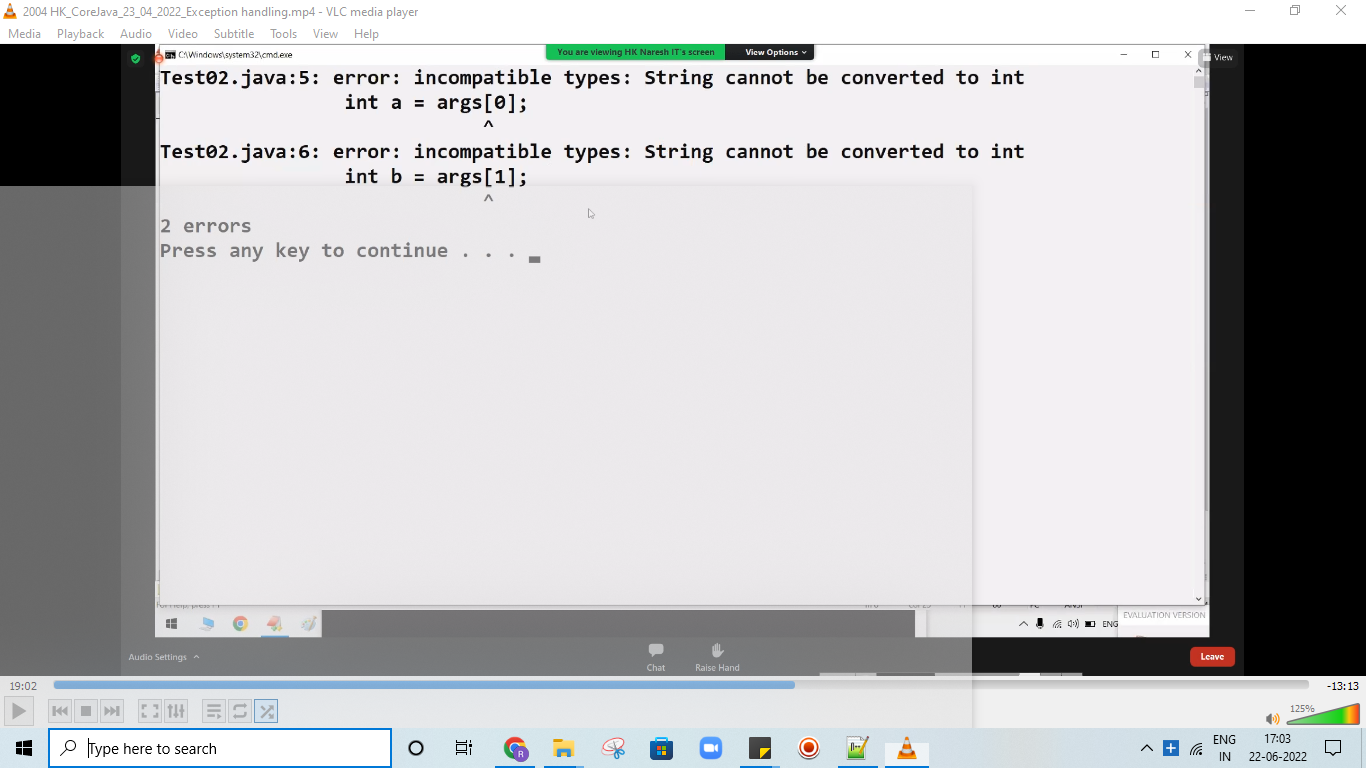 2004 HK_CoreJava_23_04_2022_Exception handling.mp4 - VLC media player
Media Playback Audio Video Subtitle Tools View Help
C:\Windows\system32\cmd.exe
You are viewing HK Naresh IT's screen View Options
View
Test02.java:5: error: incompatible types: String cannot be converted to int
int a = args[0];
^
Test02.java:6: error: incompatible types: String cannot be converted to int
int b = args[1];
^
2 errors
Press any key to continue . . .
EVALUATION VERSION
ENG
Audio Settings
Chat
Raise Hand
Leave
19:02
-13:13
125%
Type here to search
ENG
IN
17:03
22-06-2022